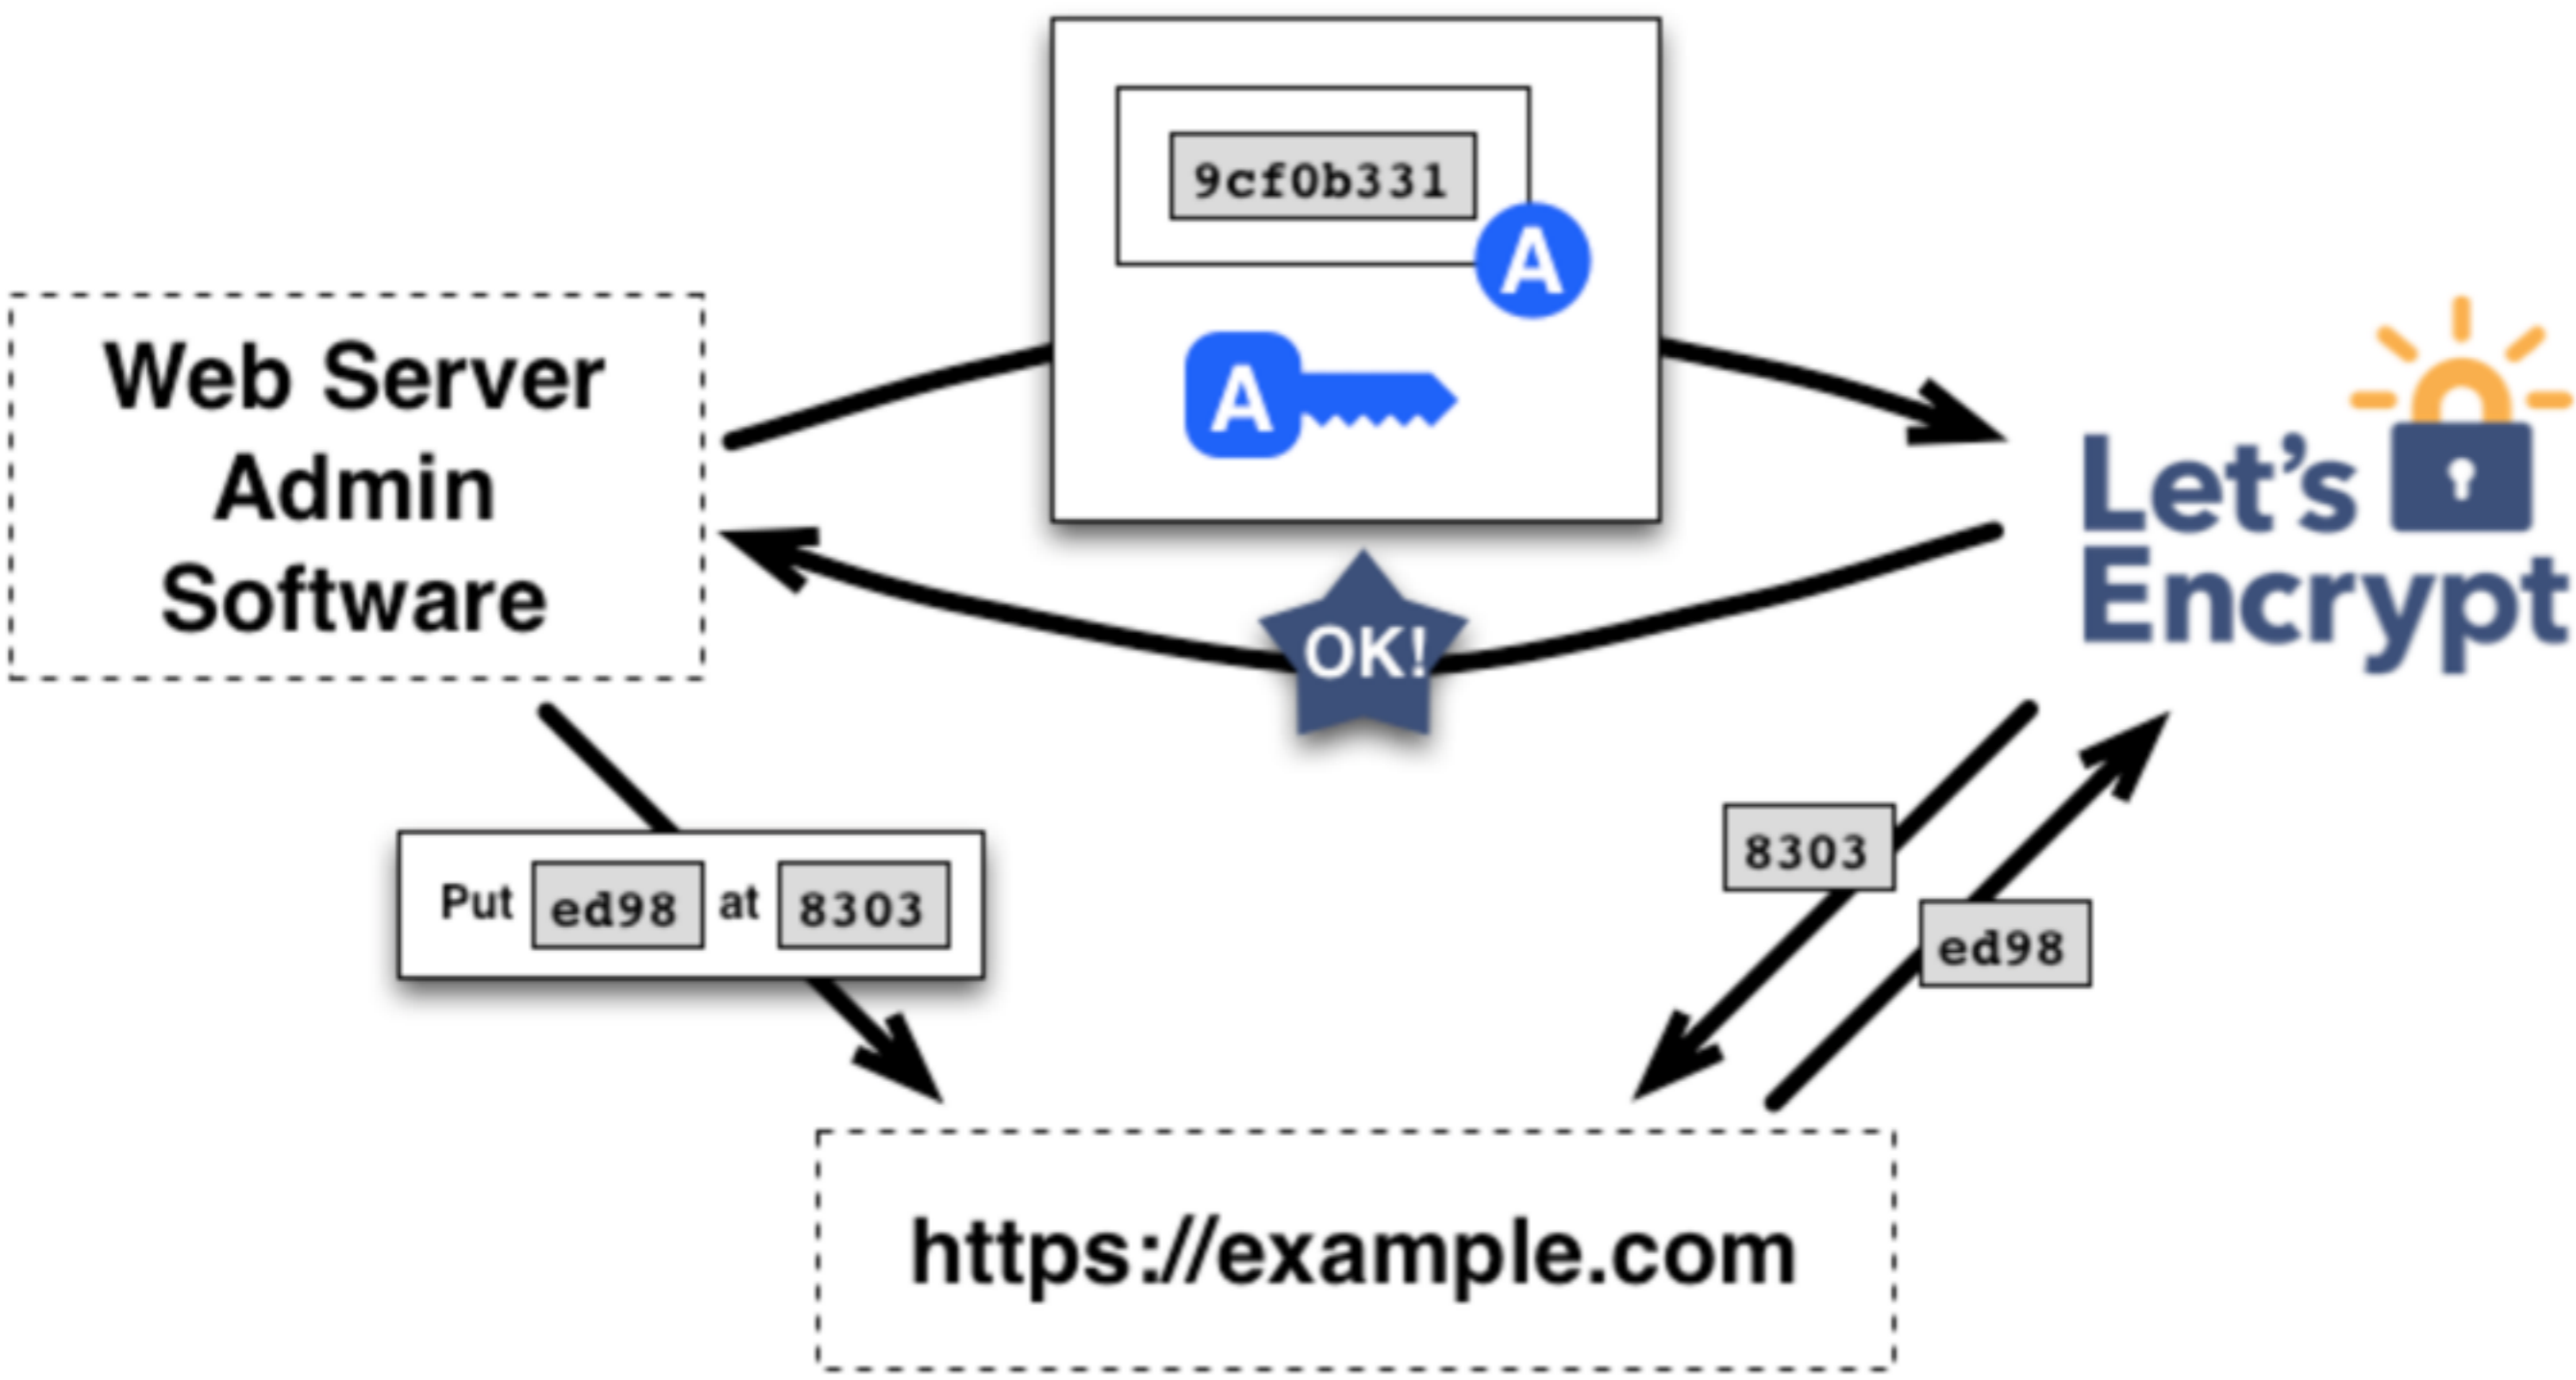 9cf0b331
A
A
Web Server
Admin
Software
Let's
Encrypt
OK!
Put ed98 at 8303
8303
ed98
https://example.com